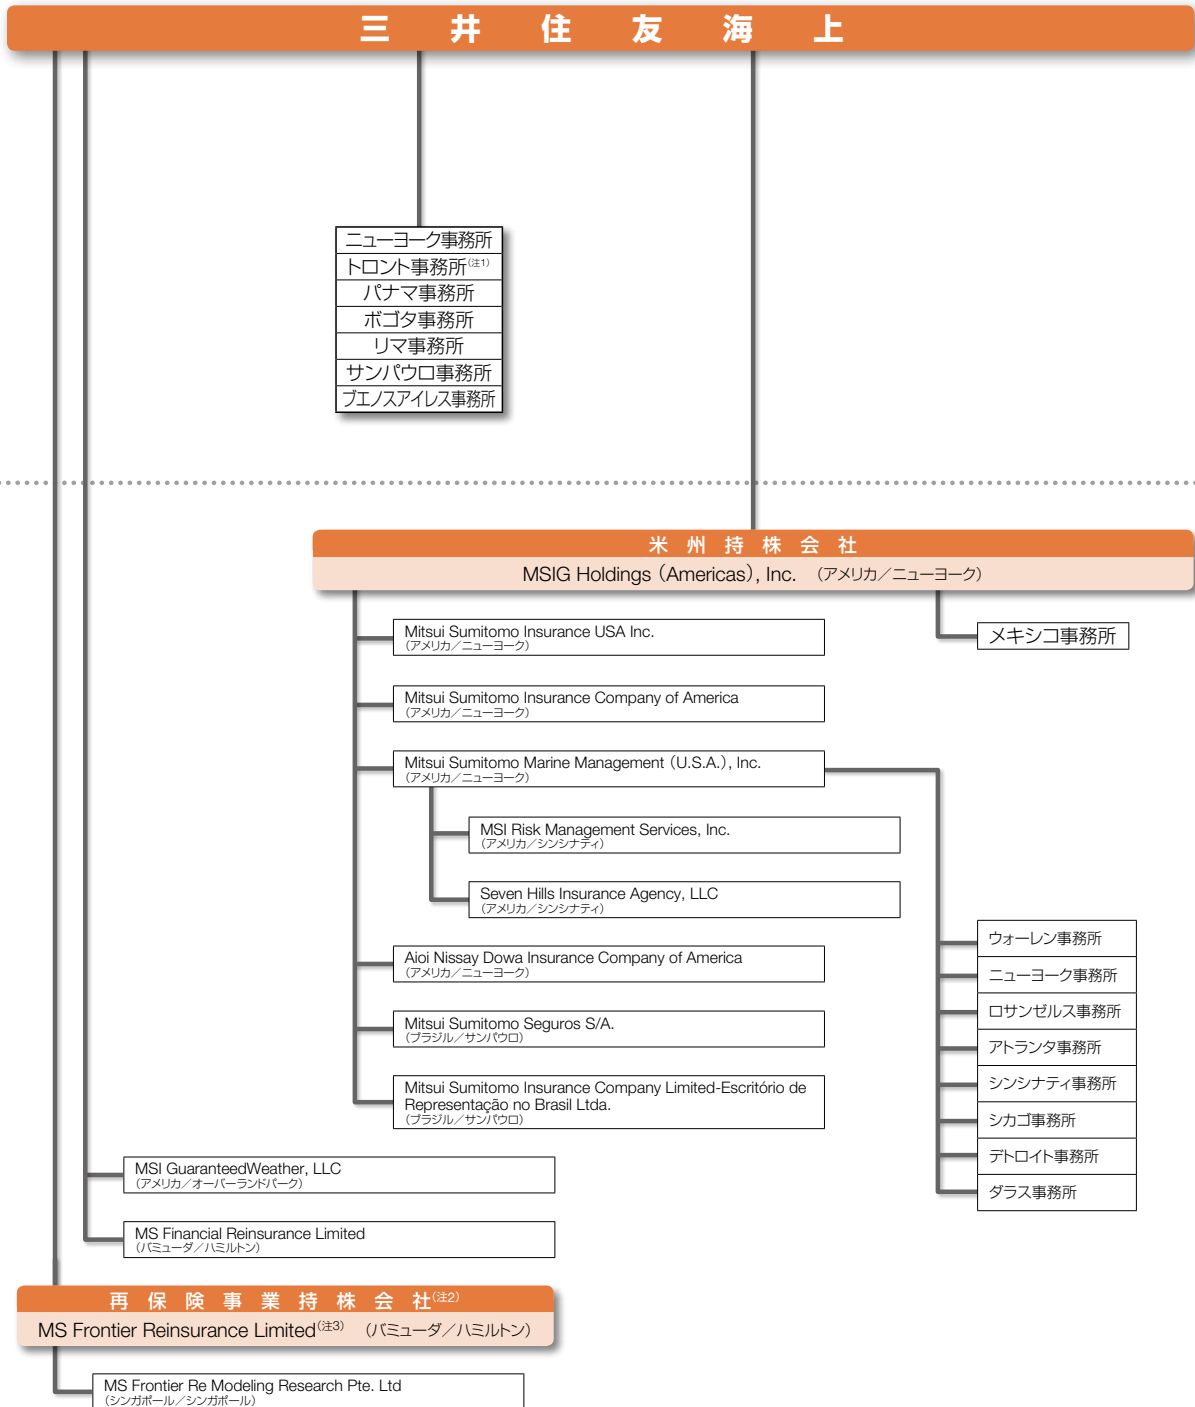 三井住友海上
ニューヨーク事務所
トロント事務所(注1)
パナマ事務所
ボゴタ事務所
リマ事務所
サンパウロ事務所
ブエノスアイレス事務所
米州持株会社
MSIG Holdings (Americas), Inc. (アメリカ/ニューヨーク)
Mitsui Sumitomo Insurance USA Inc.
(アメリカ/ニューヨーク)
メキシコ事務所
Mitsui Sumitomo Insurance Company of America
(アメリカ/ニューヨーク)
Mitsui Sumitomo Marine Management (U.S.A.), Inc.
(アメリカ/ニューヨーク)
MSI Risk Management Services, Inc.
(アメリカ/シンシナティ)
Seven Hills Insurance Agency, LLC
(アメリカ/シンシナティ)
Aioi Nissay Dowa Insurance Company of America
(アメリカ/ニューヨーク)
Mitsui Sumitomo Seguros S/A.
(ブラジル/サンパウロ)
Mitsui Sumitomo Insurance Company Limited-Escritório de
Representação no Brasil Ltda.
(ブラジル/サンパウロ)
ウォーレン事務所
ニューヨーク事務所
ロサンゼルス事務所
アトランタ事務所
シンシナティ事務所
シカゴ事務所
デトロイト事務所
ダラス事務所
MSI GuaranteedWeather, LLC
(アメリカ/オーバーランドパーク)
MS Financial Reinsurance Limited
(バミューダ/ハミルトン)
再保険事業持株会社(注2)
MS Frontier Reinsurance Limited(注3) (バミューダ/ハミルトン)
MS Frontier Re Modeling Research Pte. Ltd
(シンガポール/シンガポール)